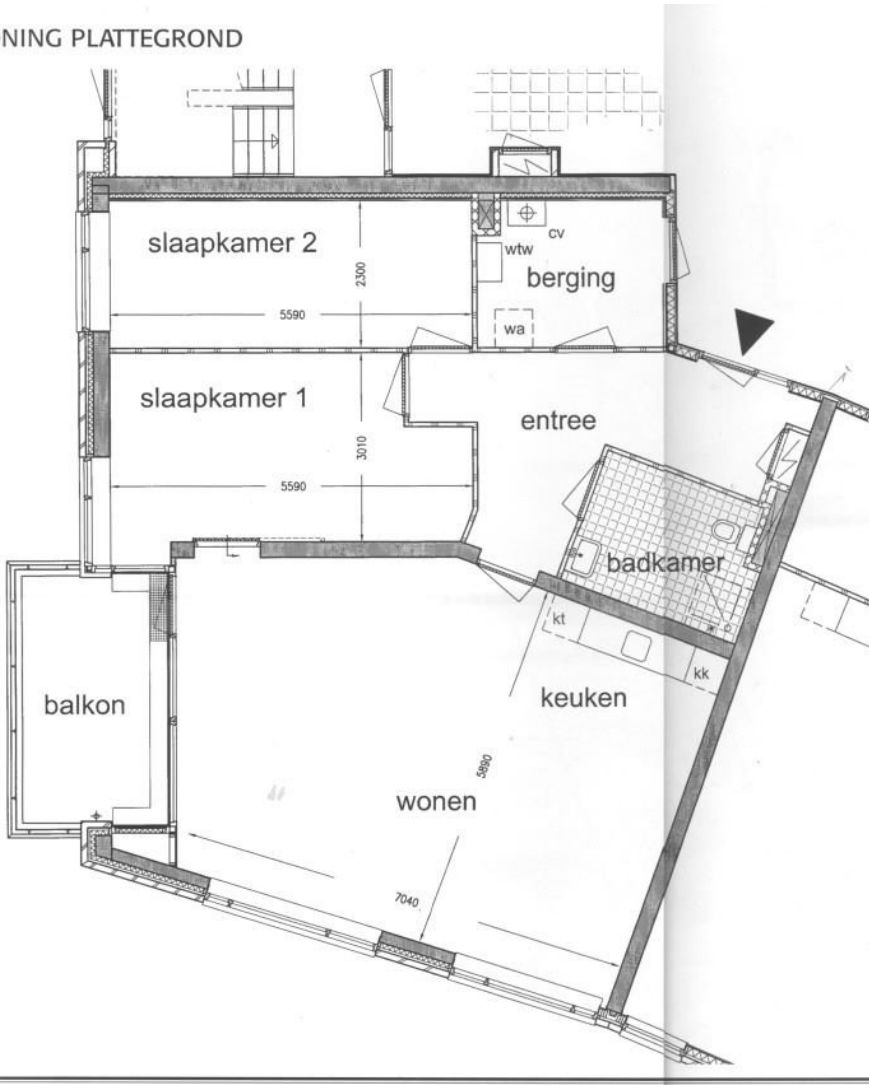 ONING PLATTEGROND
slaapkamer 2
2300
5590
cv
wtw
berging
wa
slaapkamer 1
3010
5590
entree
badkamer
kt
kk
keuken
balkon
wonen
5890
7040